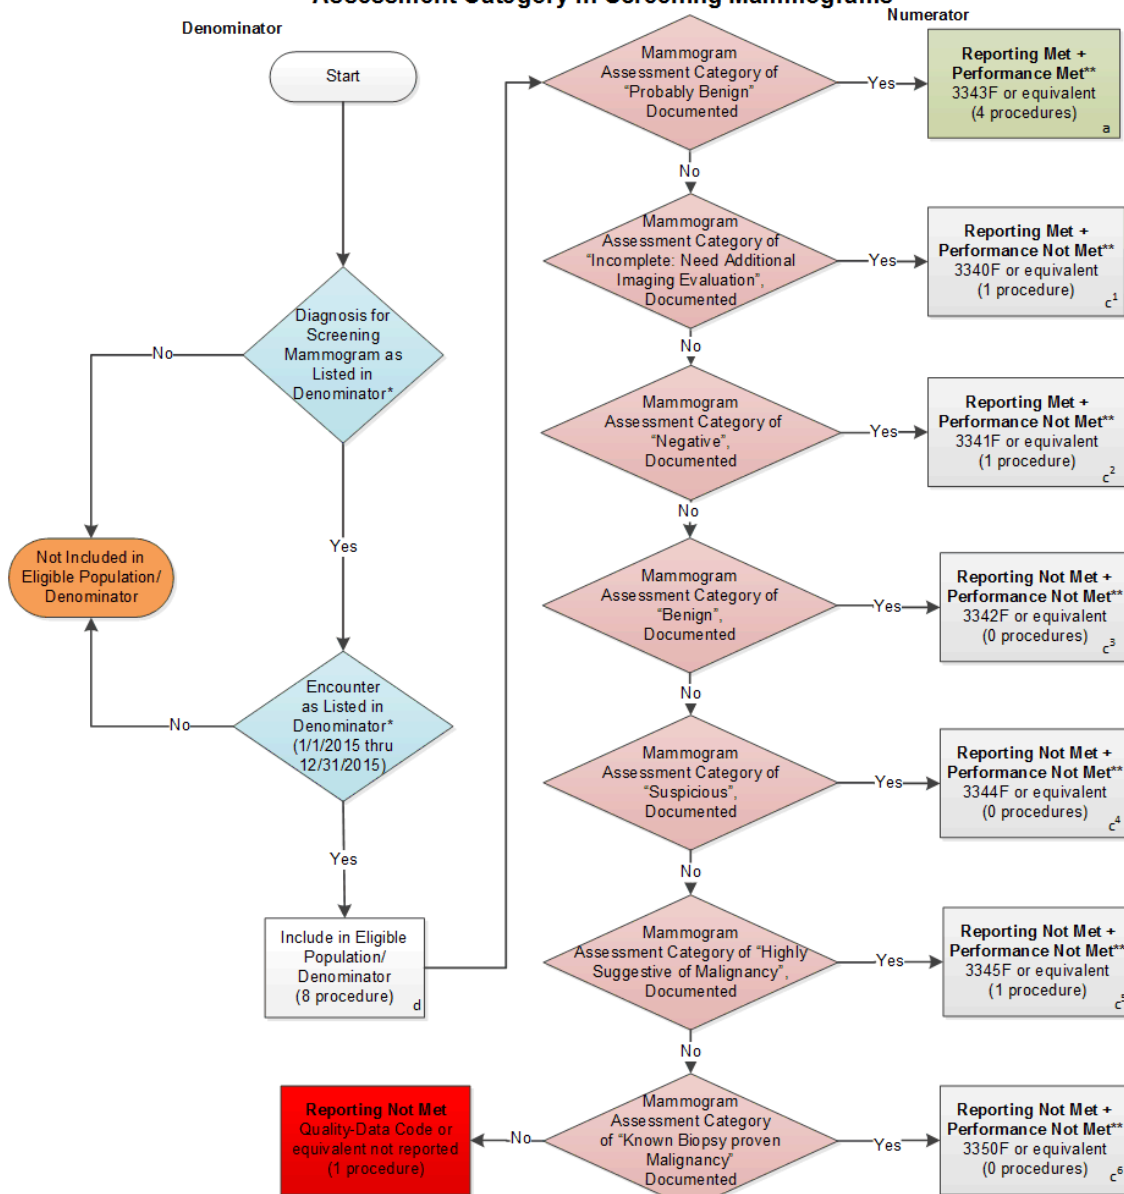 Assessment Category in Screening Mammograms
Denominator
Numerator
Start
Diagnosis for
Screening
Mammogram as
Listed in
Denominator*
No
Yes
Not Included in
Eligible Population/
Denominator
Encounter
as Listed in
Denominator*
(1/1/2015 thru
12/31/2015)
No
Yes
Include in Eligible
Population/
Denominator
(8 procedure)
d
Mammogram
Assessment Category of
“Probably Benign”
Documented
Yes
Reporting Met +
Performance Met**
3343F or equivalent
(4 procedures)
a
No
Mammogram
Assessment Category of
“Incomplete: Need Additional
Imaging Evaluation”,
Documented
Yes
Reporting Met +
Performance Not Met**
3340F or equivalent
(1 procedure)
c1
No
Mammogram
Assessment Category of
“Negative”,
Documented
Yes
Reporting Met +
Performance Not Met**
3341F or equivalent
(1 procedure)
c2
No
Mammogram
Assessment Category of
“Benign”,
Documented
Yes
Reporting Not Met +
Performance Not Met**
3342F or equivalent
(0 procedures)
c3
No
Mammogram
Assessment Category of
“Suspicious”,
Documented
Yes
Reporting Not Met +
Performance Not Met**
3344F or equivalent
(0 procedures)
c4
No
Mammogram
Assessment Category of “Highly
Suggestive of Malignancy”,
Documented
Yes
Reporting Not Met +
Performance Not Met**
3345F or equivalent
(1 procedure)
c5
No
Mammogram
Assessment Category
of “Known Biopsy proven
Malignancy”
Documented
Yes
Reporting Not Met +
Performance Not Met**
3350F or equivalent
(0 procedures)
c6
No
Reporting Not Met
Quality-Data Code or
equivalent not reported
(1 procedure)